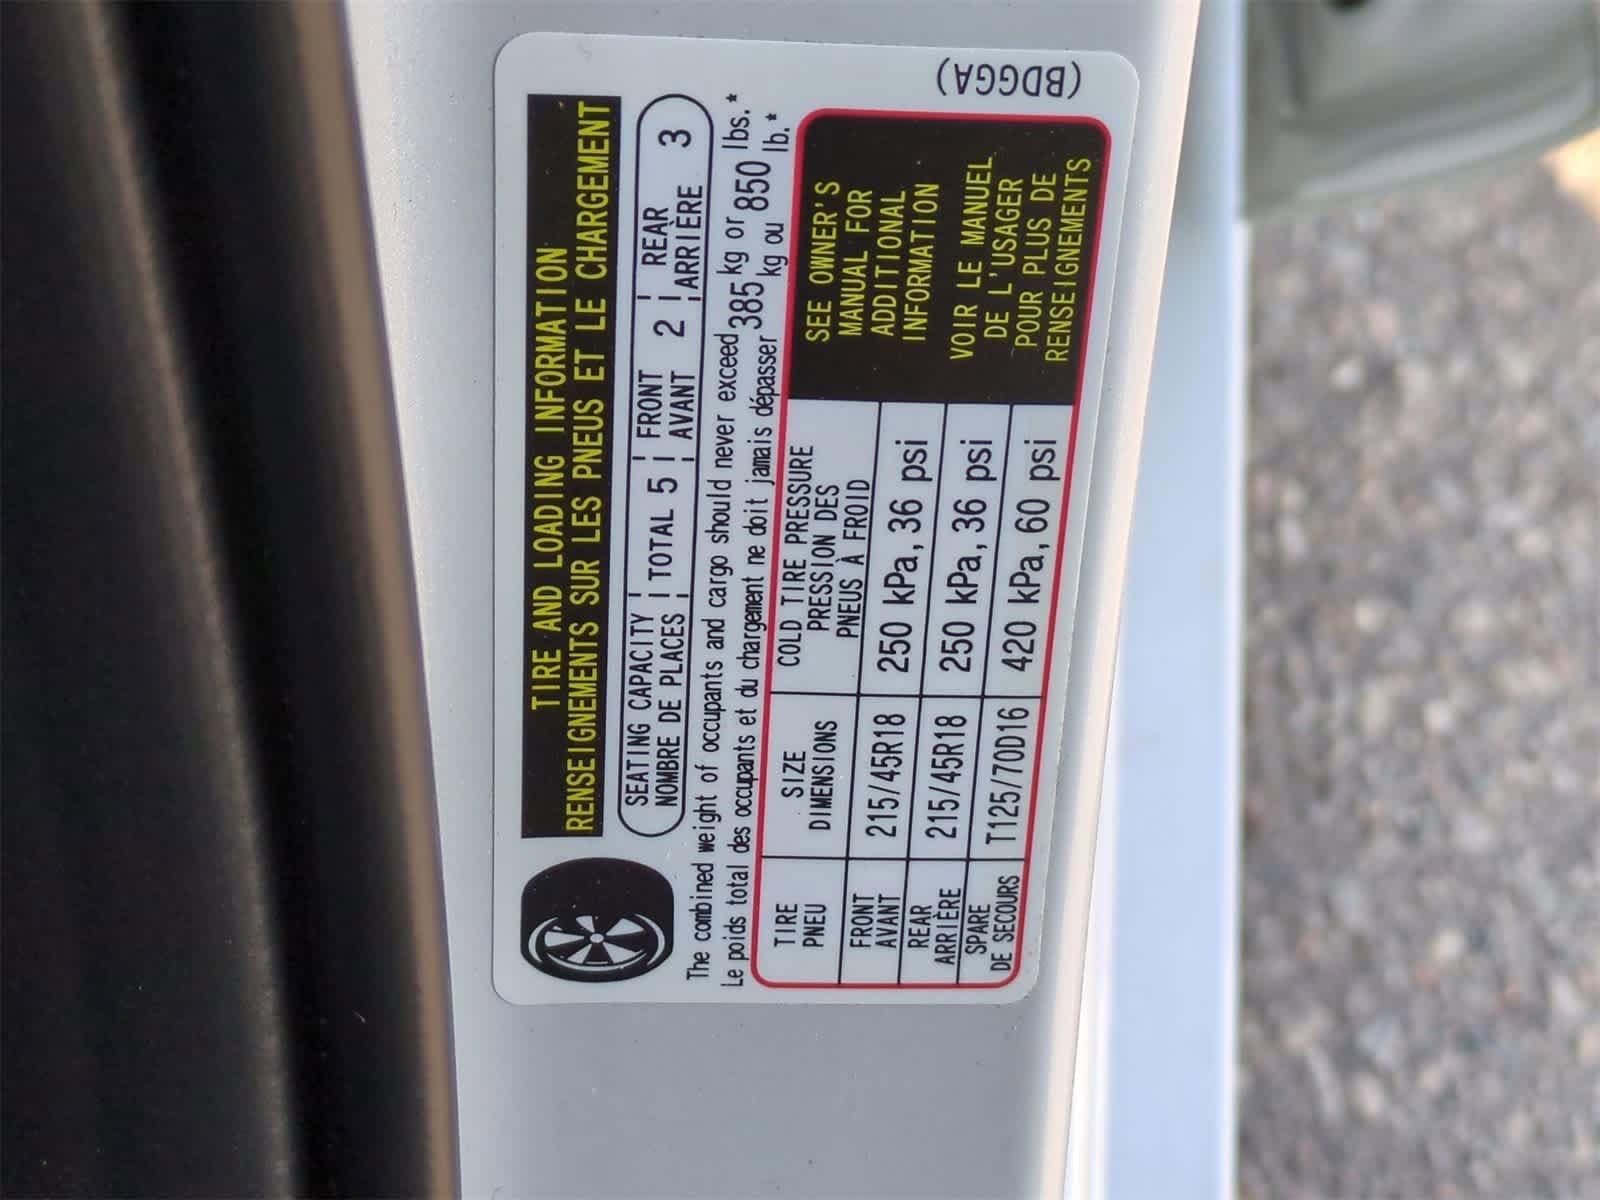 TIRE AND LOADING INFORMATION
RENSEIGNEMENTS SUR LES PNEUS ET LE CHARGEMENT
SEATING CAPACITY TOTAL 5 FRONT 2 REAR 3
NOMBRE DE PLACES AVANT ARRIÈRE
The combined weight of occupants and cargo should never exceed 385 kg or 850 lbs.*
Le poids total des occupants et du chargement ne doit jamais dépasser 385 kg ou 850 lb.*
TIRE SIZE COLD TIRE PRESSURE
PNEU DIMENSIONS PRESSION DES
PNEUS À FROID
FRONT 215/45R18 250 kPa, 36 psi
AVANT
REAR 215/45R18 250 kPa, 36 psi
ARRIÈRE
SPARE T125/70D16 420 kPa, 60 psi
DE SECOURS
SEE OWNER'S
MANUAL FOR
ADDITIONAL
INFORMATION
VOIR LE MANUEL
DE L'USAGER
POUR PLUS DE
RENSEIGNEMENTS
(BDGGA)